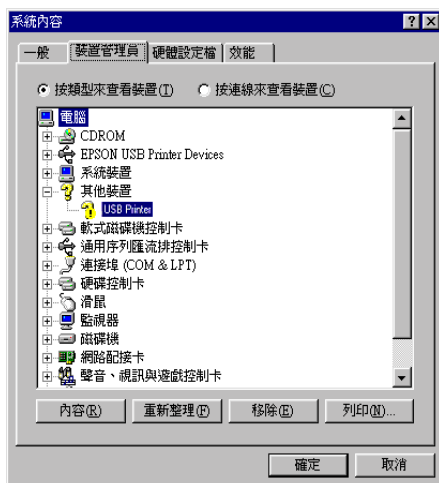 系統內容
一般 裝置管理員 硬體設定檔 效能
按類型來查看裝置(T) 按連線來查看裝置(C)
電腦
CDROM
EPSON USB Printer Devices
系統裝置
其他裝置
USB Printer
軟式磁碟機控制卡
通用序列匯流排控制卡
連接埠 (COM & LPT)
硬碟控制卡
滑鼠
監視器
磁碟機
網路配接卡
聲音、視訊與遊戲控制卡
內容(R) 重新整理(F) 移除(E) 列印(N)...
確定 取消